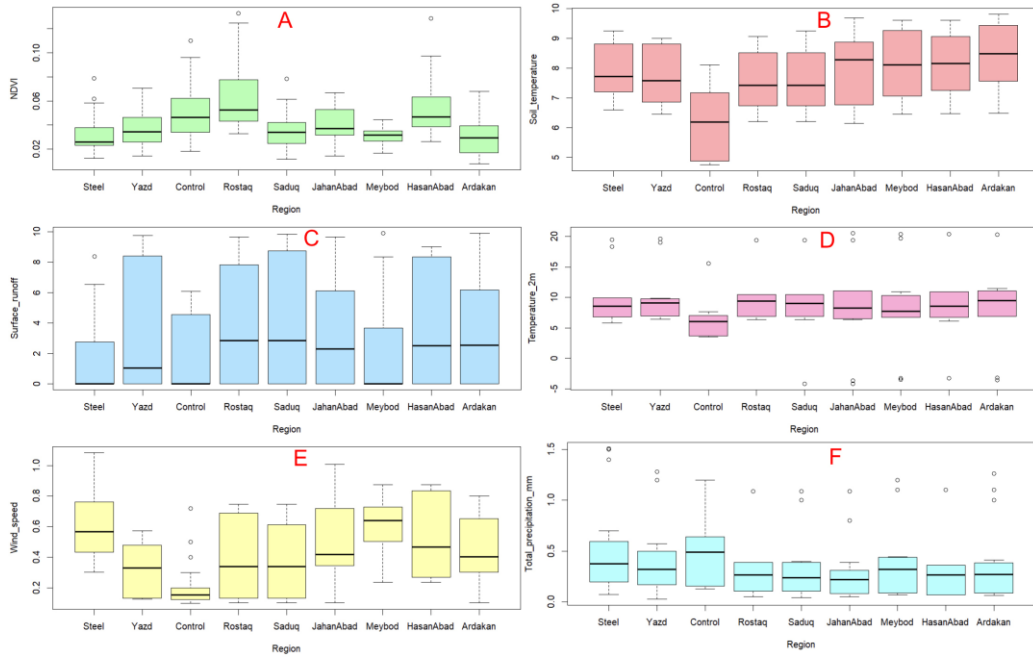 A
NDVI
0.02 0.06 0.10
Steel Yazd Control Rostaq Saduq JahanAbad Meybod HasanAbad Ardakan
Region
B
Soil_temperature
5 6 7 8 9 10
Steel Yazd Control Rostaq Saduq JahanAbad Meybod HasanAbad Ardakan
Region
C
Surface_runoff
0 2 4 6 8 10
Steel Yazd Control Rostaq Saduq JahanAbad Meybod HasanAbad Ardakan
Region
D
Temperature_2m
-5 0 5 10 15 20
Steel Yazd Control Rostaq Saduq JahanAbad Meybod HasanAbad Ardakan
Region
E
Wind_speed
0.2 0.4 0.6 0.8 1.0
Steel Yazd Control Rostaq Saduq JahanAbad Meybod HasanAbad Ardakan
Region
F
Total_precipitation_mm
0.0 0.5 1.0 1.5
Steel Yazd Control Rostaq Saduq JahanAbad Meybod HasanAbad Ardakan
Region